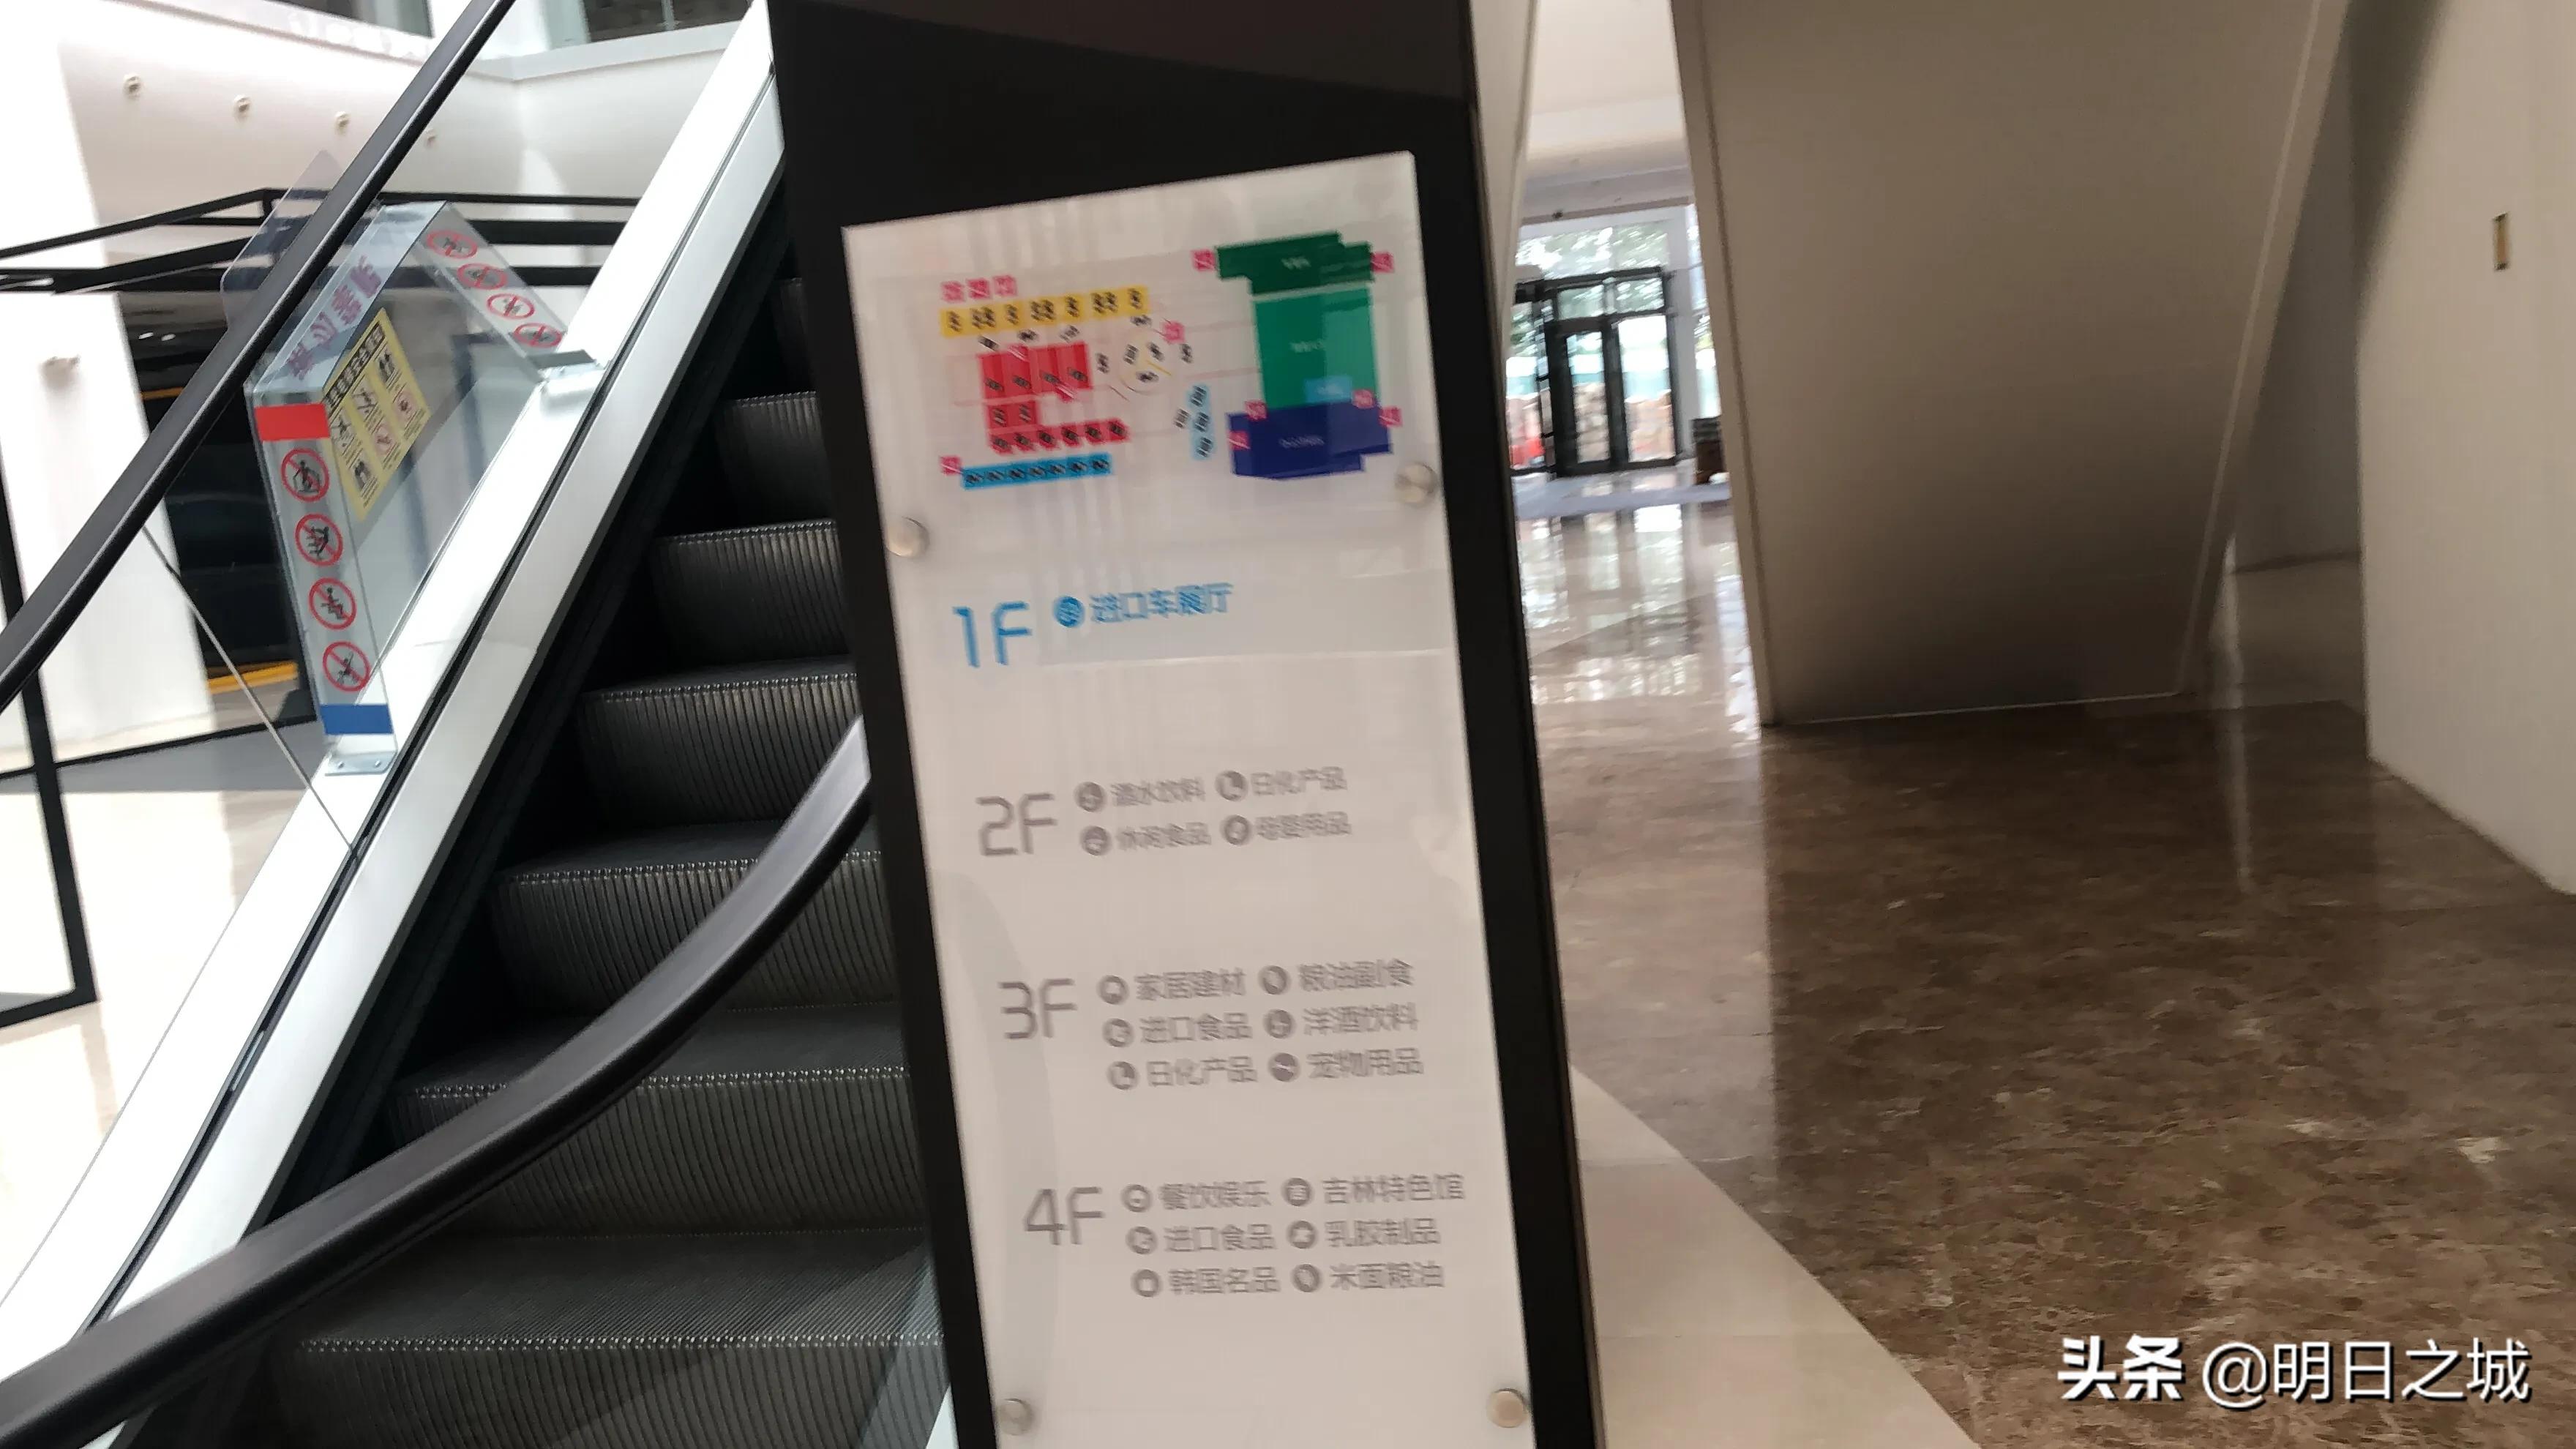 1F 进口车展厅
2F 酒水饮料 日化产品
休闲食品 母婴用品
3F 家居建材 粮油副食
进口食品 洋酒饮料
日化产品 宠物用品
4F 餐饮娱乐 吉林特色馆
进口食品 乳胶制品
韩国名品 米面粮油
头条 @明日之城